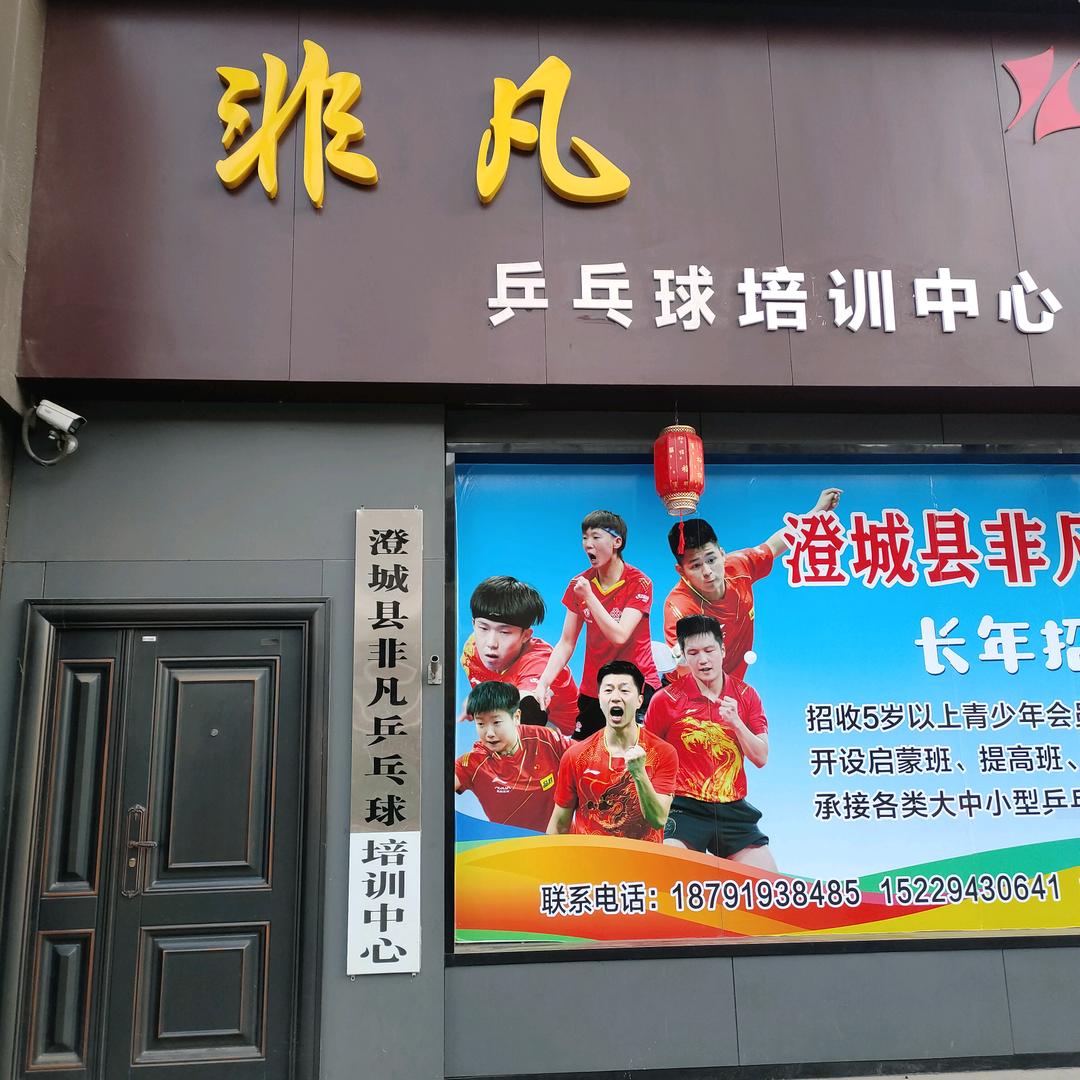 非凡
乒乓球培训中心
澄城县非凡乒乓球培训中心
澄城县非凡
长年招
招收5岁以上青少年会员
开设启蒙班、提高班、
承接各类大中小型乒乓
联系电话：18791938485 15229430641